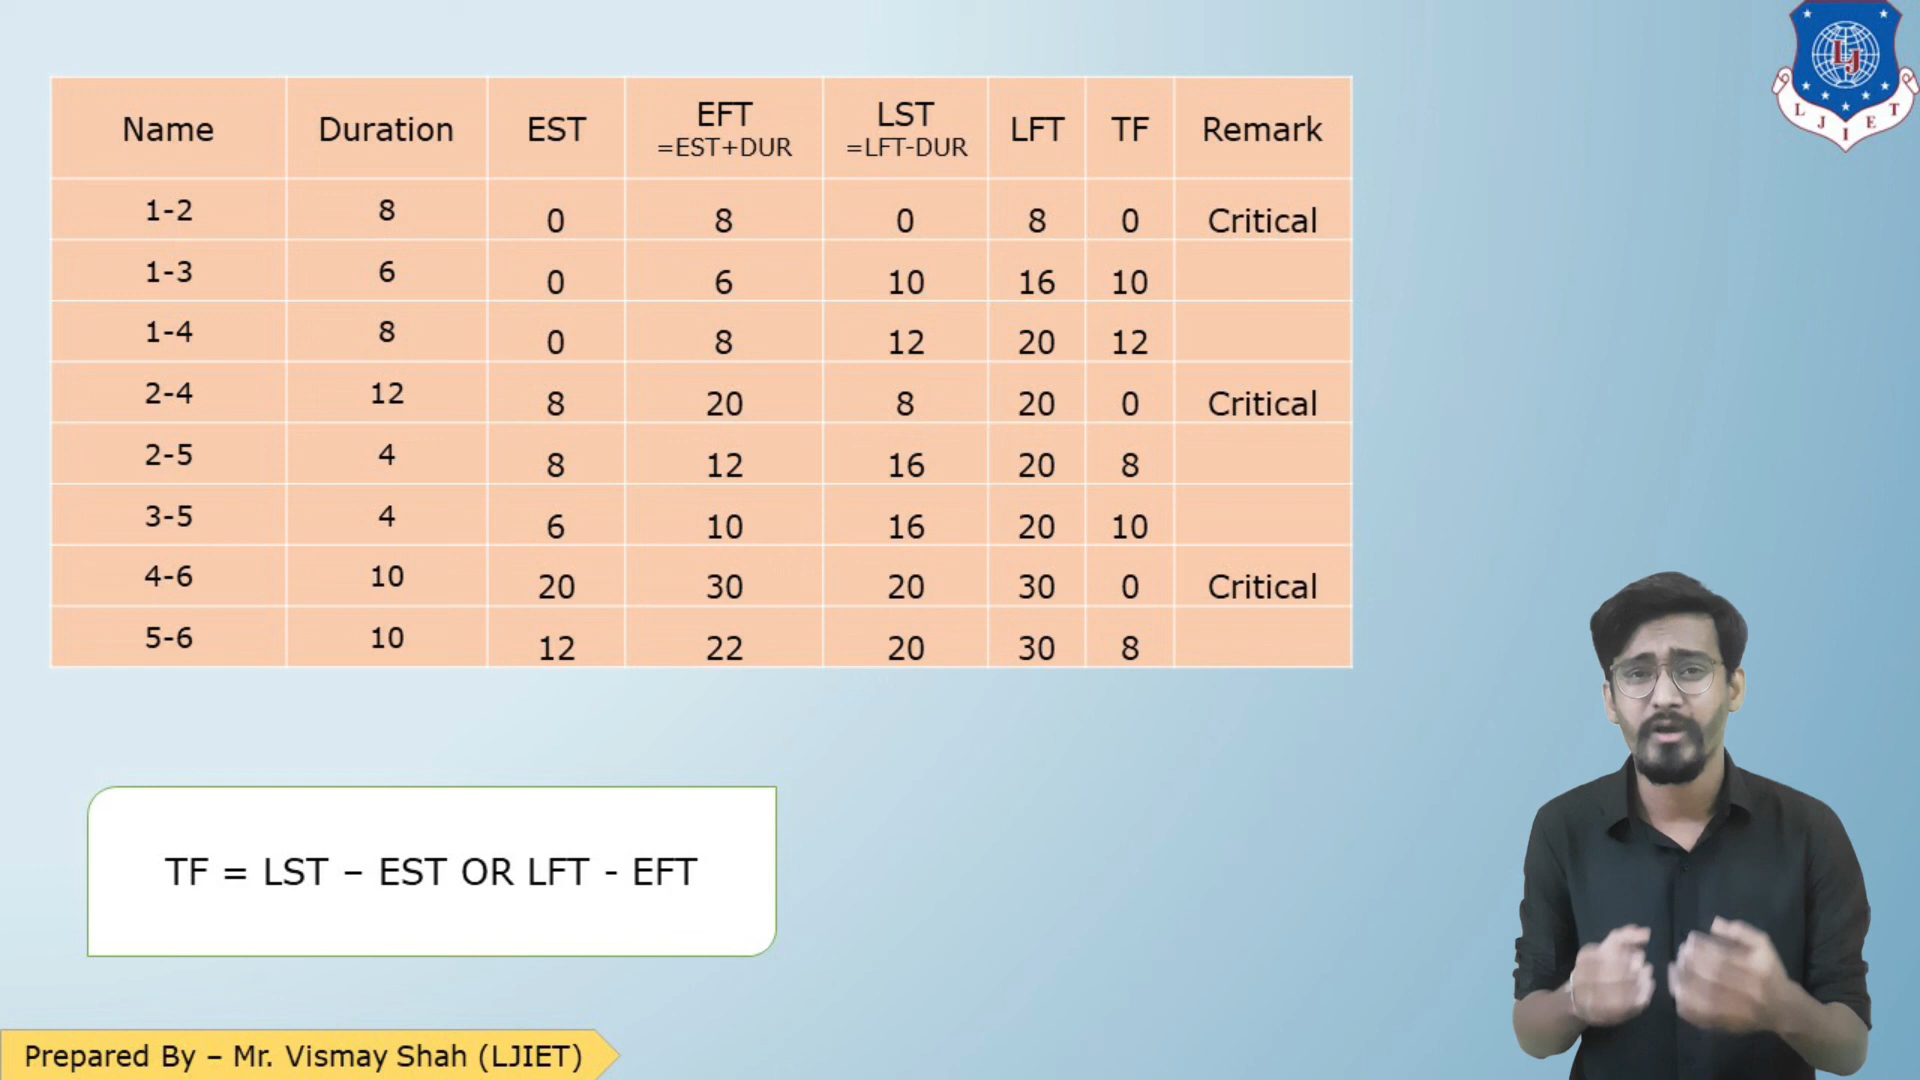 Name Duration EST EFT LST LFT TF Remark
=EST+DUR =LFT-DUR
1-2 8 0 8 0 8 0 Critical
1-3 6 0 6 10 16 10
1-4 8 0 8 12 20 12
2-4 12 8 20 8 20 0 Critical
2-5 4 8 12 16 20 8
3-5 4 6 10 16 20 10
4-6 10 20 30 20 30 0 Critical
5-6 10 12 22 20 30 8
TF = LST – EST OR LFT - EFT
Prepared By – Mr. Vismay Shah (LJIET)
LJ
L J I E T